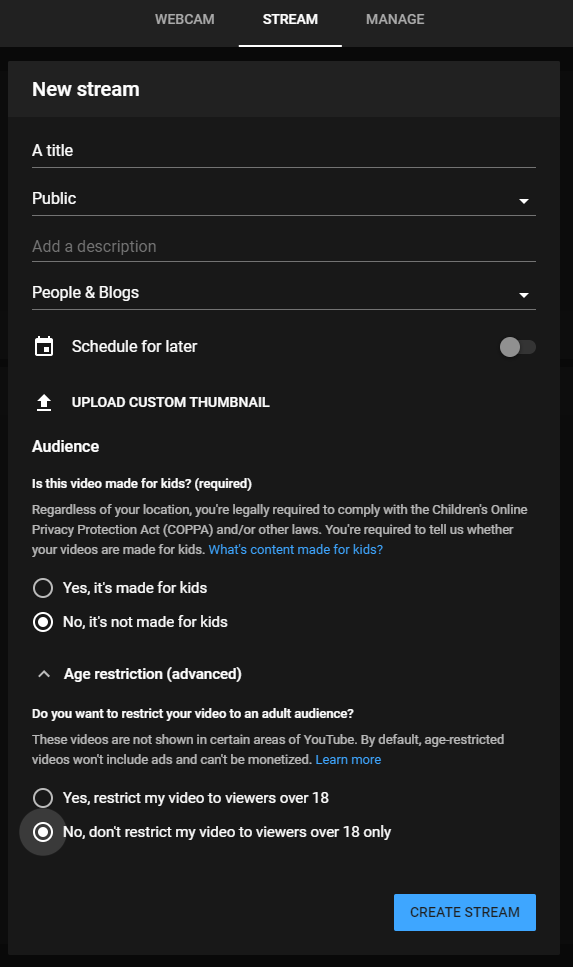 WEBCAM STREAM MANAGE
New stream
A title
Public
Add a description
People & Blogs
Schedule for later
UPLOAD CUSTOM THUMBNAIL
Audience
Is this video made for kids? (required)
Regardless of your location, you're legally required to comply with the Children's Online
Privacy Protection Act (COPPA) and/or other laws. You're required to tell us whether
your videos are made for kids. What's content made for kids?
Yes, it's made for kids
No, it's not made for kids
Age restriction (advanced)
Do you want to restrict your video to an adult audience?
These videos are not shown in certain areas of YouTube. By default, age-restricted
videos won't include ads and can't be monetized. Learn more
Yes, restrict my video to viewers over 18
No, don't restrict my video to viewers over 18 only
CREATE STREAM